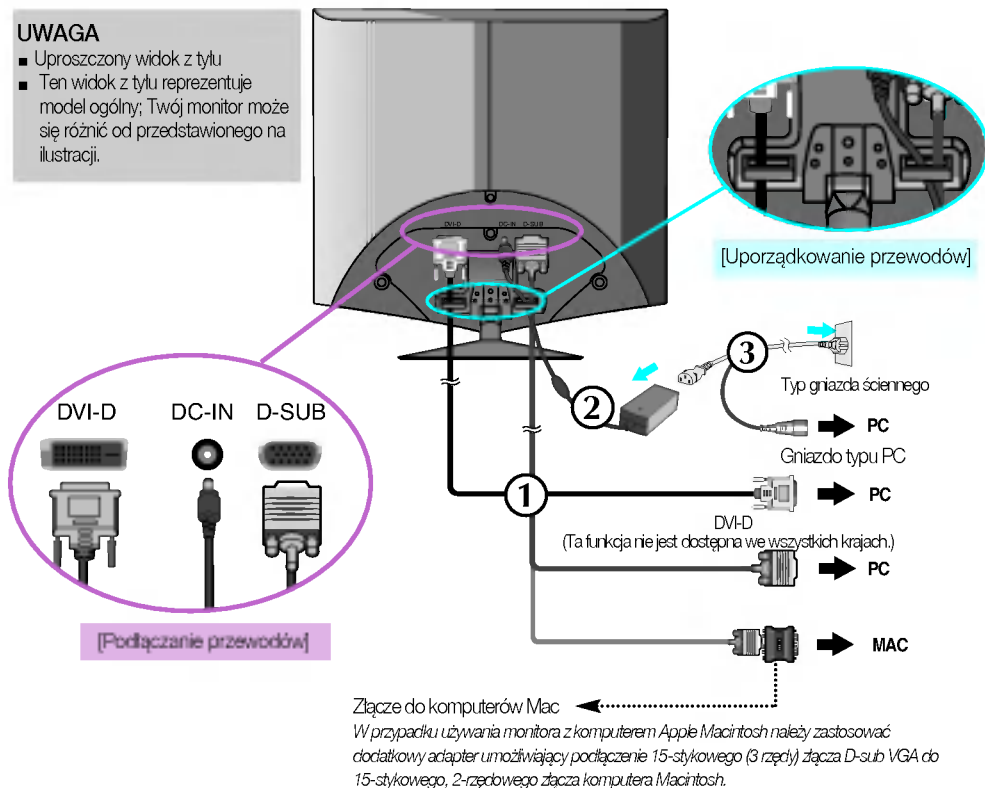 UWAGA
■ Uproszczony widok z tyłu
■ Ten widok z tyłu reprezentuje
model ogólny; Twój monitor może
się różnić od przedstawionego na
ilustracji.
DVI-D DC-IN D-SUB
[Uporządkowanie przewodów]
3
Typ gniazda ściennego
2
PC
Gniazdo typu PC
DVI-D DC-IN D-SUB
1
PC
DVI-D
(Ta funkcja nie jest dostępna we wszystkich krajach.)
PC
[Podłączanie przewodów]
MAC
Złącze do komputerów Mac
W przypadku używania monitora z komputerem Apple Macintosh należy zastosować
dodatkowy adapter umożliwiający podłączenie 15-stykowego (3 rzędy) złącza D-sub VGA do
15-stykowego, 2-rzędowego złącza komputera Macintosh.